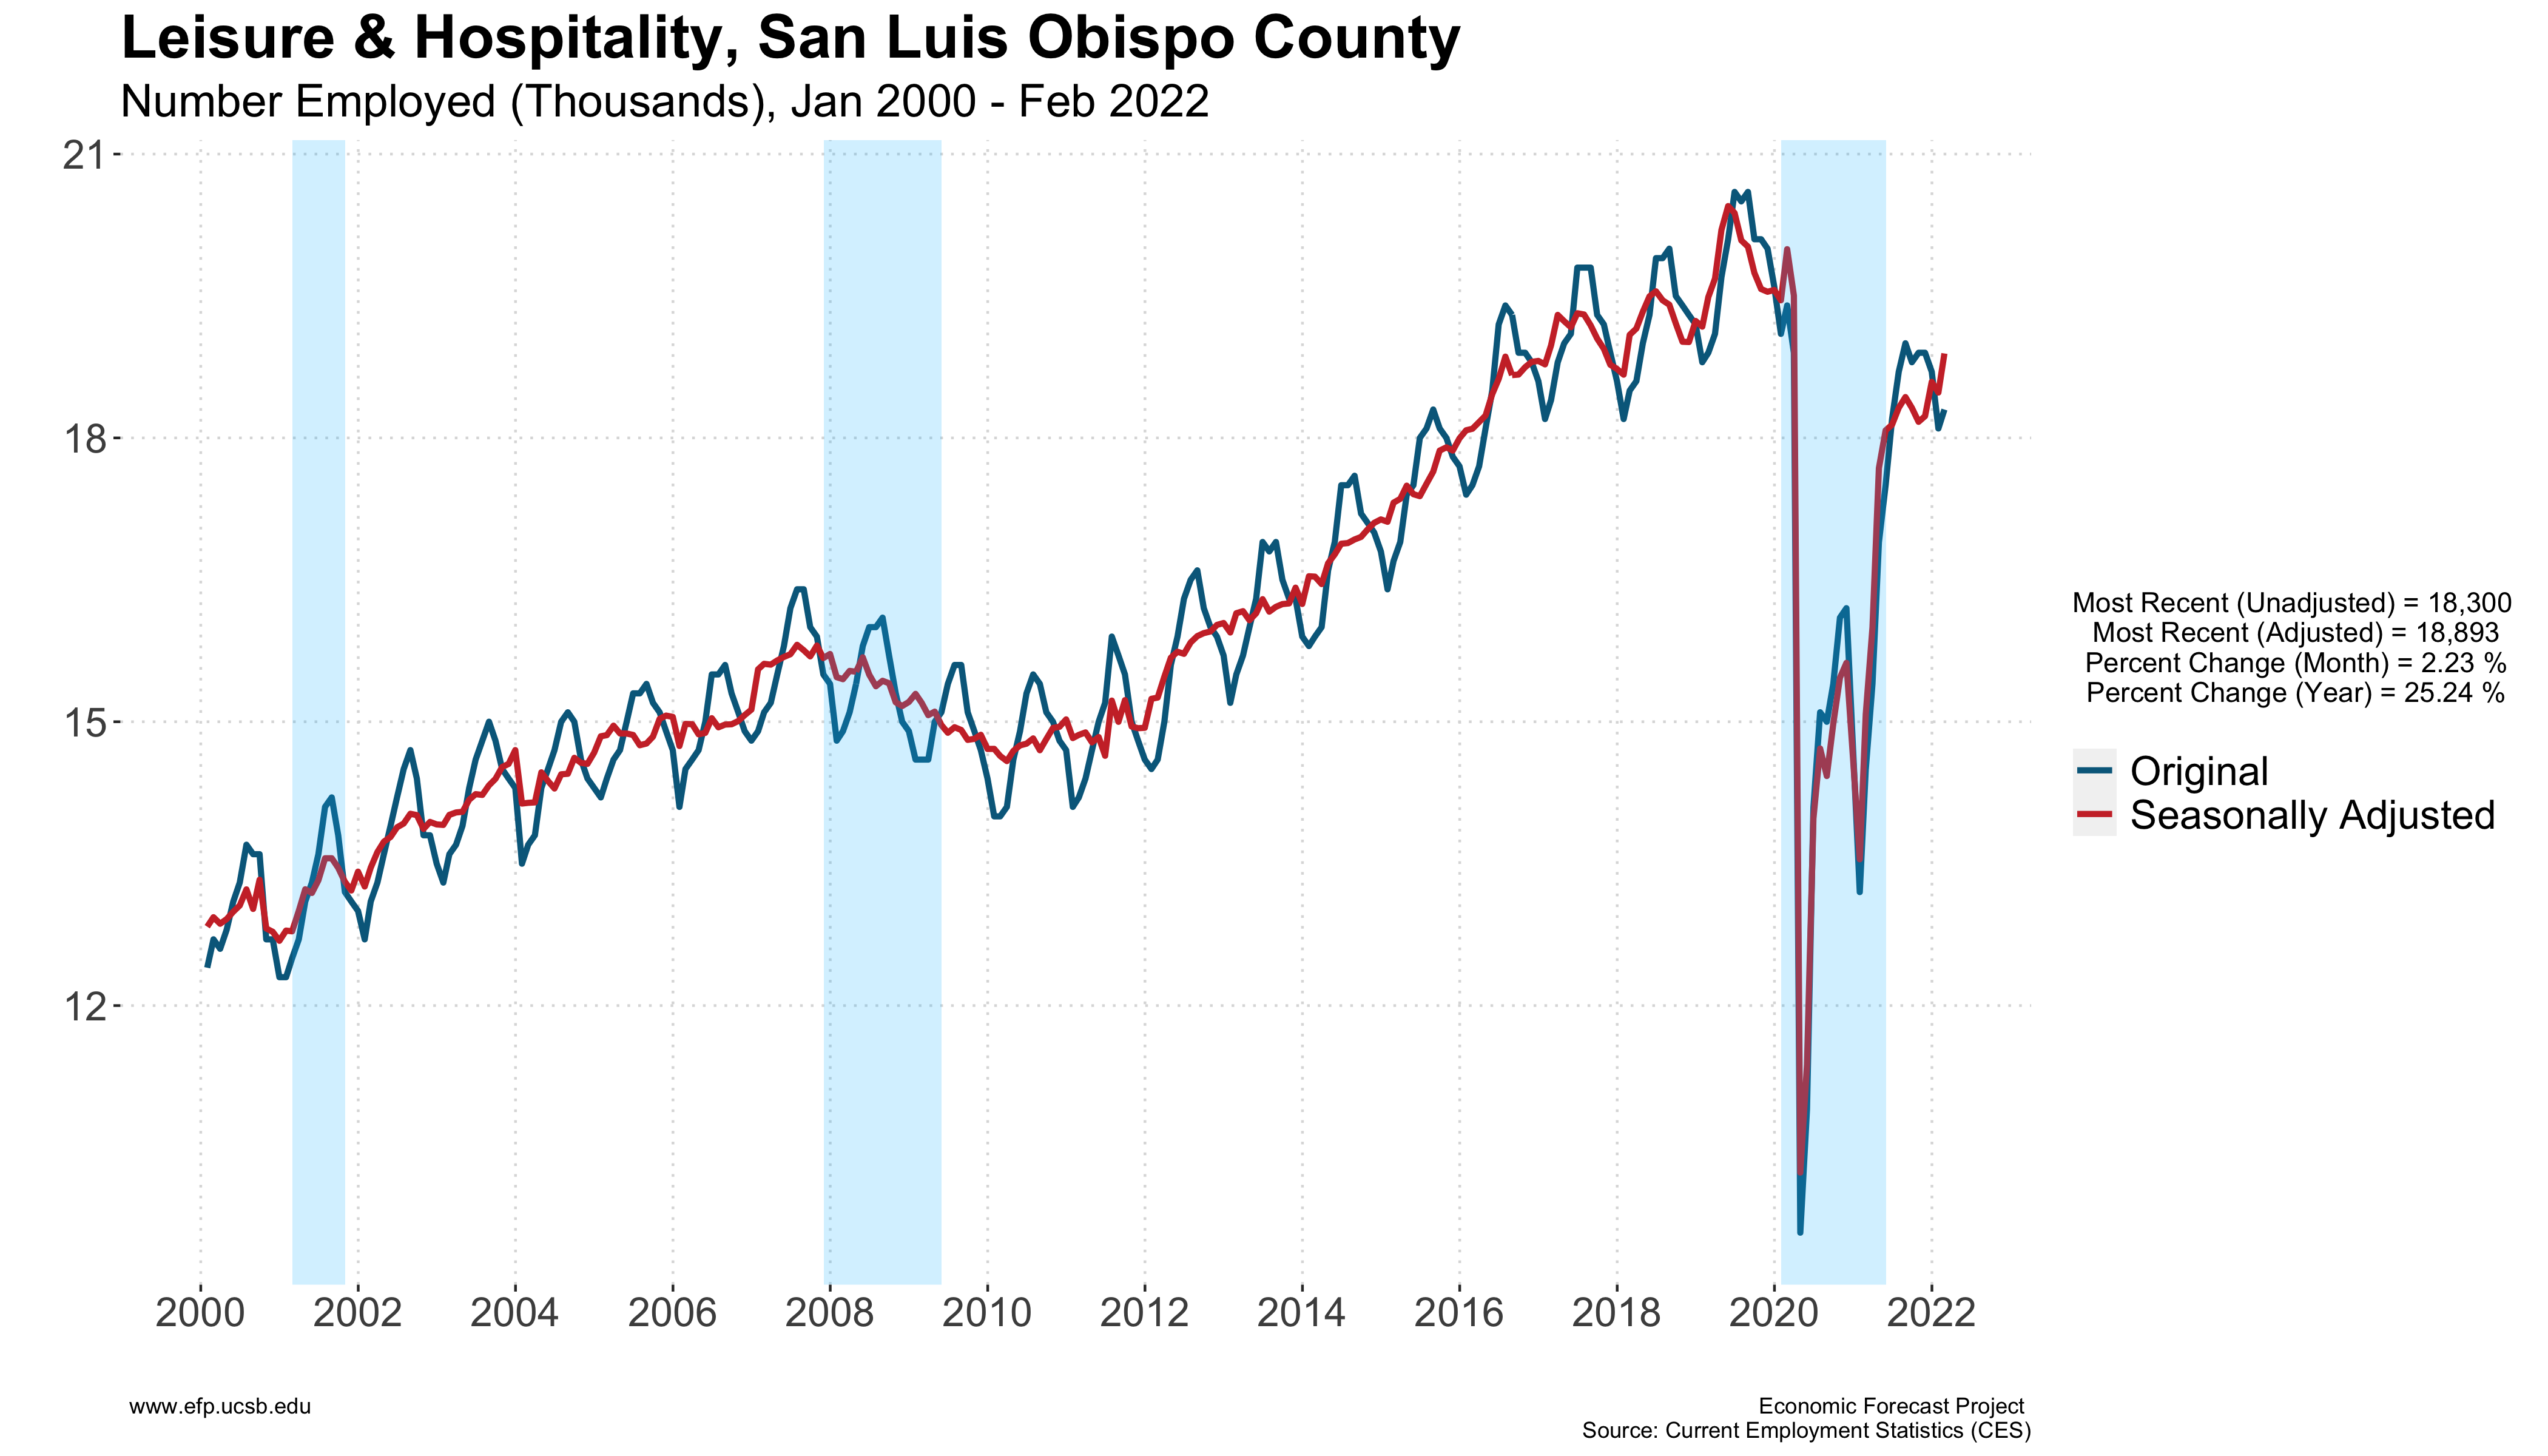 Leisure & Hospitality, San Luis Obispo County
Number Employed (Thousands), Jan 2000 - Feb 2022
21
18
15
12
2000 2002 2004 2006 2008 2010 2012 2014 2016 2018 2020 2022
Most Recent (Unadjusted) = 18,300
Most Recent (Adjusted) = 18,893
Percent Change (Month) = 2.23 %
Percent Change (Year) = 25.24 %
Original
Seasonally Adjusted
www.efp.ucsb.edu
Economic Forecast Project
Source: Current Employment Statistics (CES)